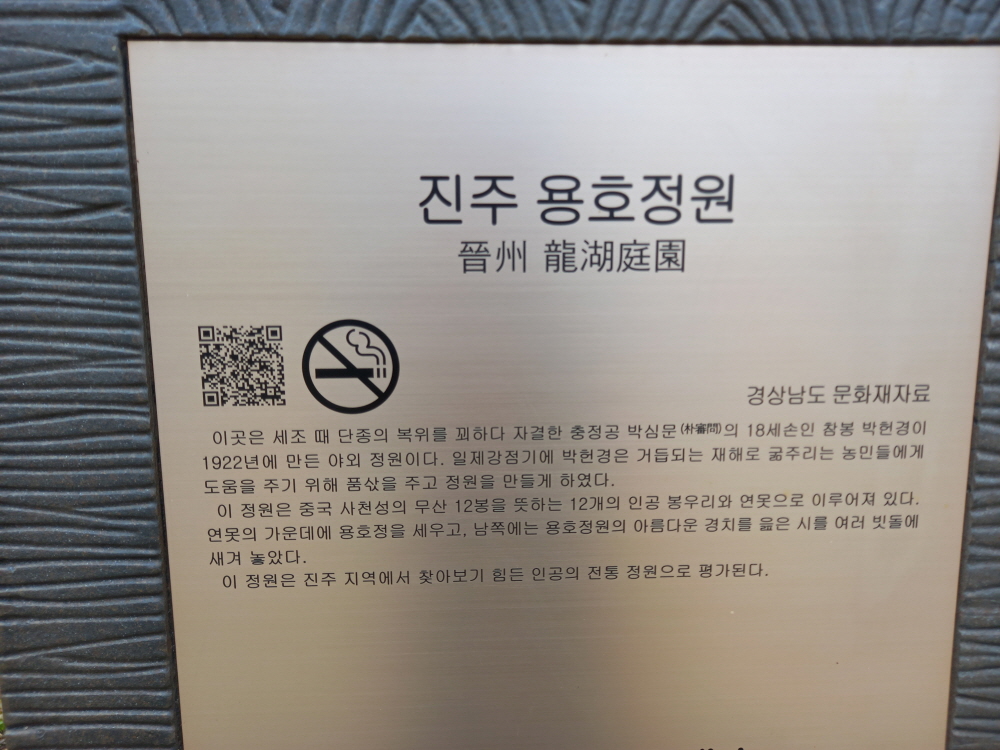 진주 용호정원
晉州 龍湖庭園
경상남도 문화재자료
이곳은 세조 때 단종의 복위를 꾀하다 자결한 충정공 박심문(朴審問)의 18세손인 참봉 박헌경이
1922년에 만든 야외 정원이다. 일제강점기에 박헌경은 거듭되는 재해로 굶주리는 농민들에게
도움을 주기 위해 품삯을 주고 정원을 만들게 하였다.
이 정원은 중국 사천성의 무산 12봉을 뜻하는 12개의 인공 봉우리와 연못으로 이루어져 있다.
연못의 가운데에 용호정을 세우고, 남쪽에는 용호정원의 아름다운 경치를 읊은 시를 여러 빗돌에
새겨 놓았다.
이 정원은 진주 지역에서 찾아보기 힘든 인공의 전통 정원으로 평가된다.